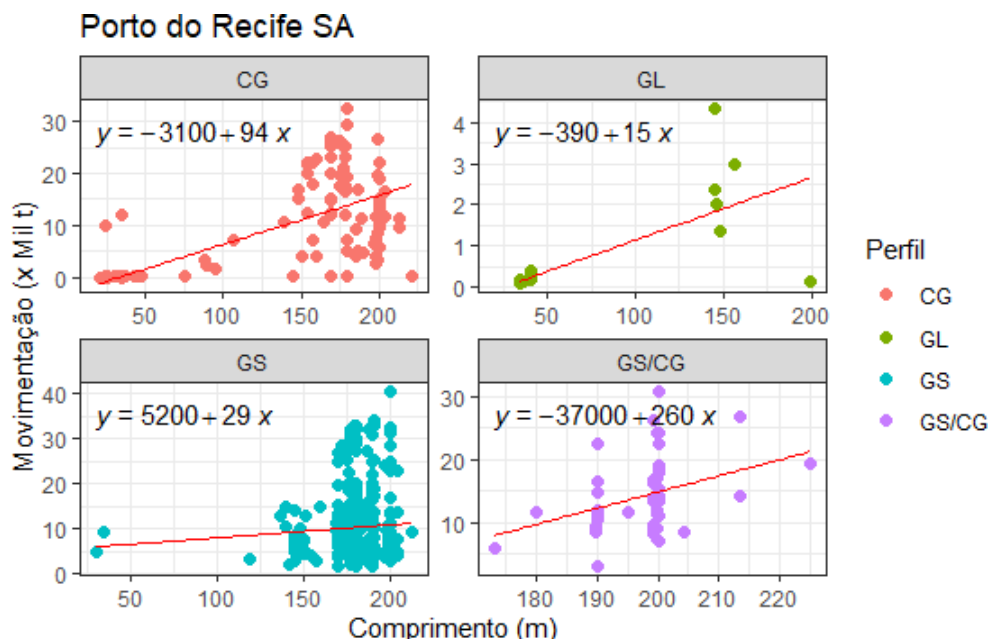 Porto do Recife SA
CG
GL
30
20
10
0
y = −3100 + 94 x
4
3
2
1
0
y = −390 + 15 x
50 100 150 200
50 100 150 200
GS
GS/CG
40
30
20
10
0
y = 5200 + 29 x
30
20
10
y = −37000 + 260 x
50 100 150 200
180 190 200 210 220
Comprimento (m)
Movimentação (x Mil t)
Perfil
CG
GL
GS
GS/CG